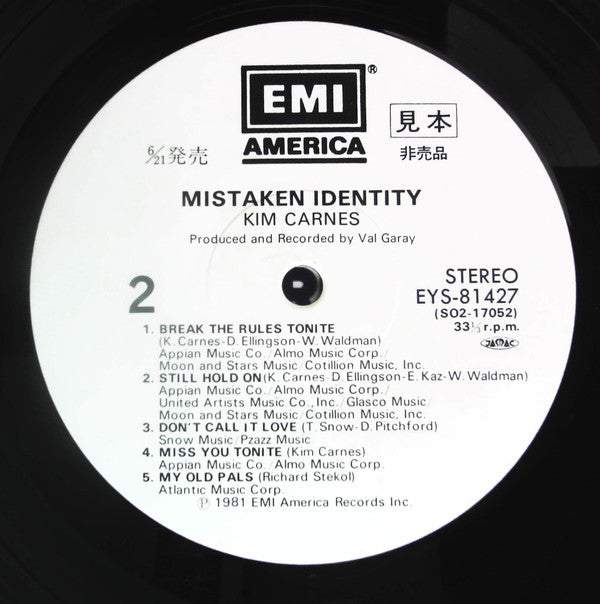 EMI®
AMERICA
6/21発売
見本
非売品
MISTAKEN IDENTITY
KIM CARNES
Produced and Recorded by Val Garay
2
STEREO
EYS-81427
(SO2-17052)
33⅓ r.p.m.
JASRAC
1. BREAK THE RULES TONITE
(K. Carnes-D. Ellingson-W. Waldman)
Appian Music Co./Almo Music Corp./
Moon and Stars Music/Cotillion Music, Inc.
2. STILL HOLD ON (K. Carnes-D. Ellingson-E. Kaz-W. Waldman)
Appian Music Co./Almo Music Corp./
United Artists Music Co., Inc./Glasco Music/
Moon and Stars Music/Cotillion Music, Inc.
3. DON'T CALL IT LOVE (T. Snow-D. Pitchford)
Snow Music/Pzazz Music
4. MISS YOU TONITE (Kim Carnes)
Appian Music Co./Almo Music Corp.
5. MY OLD PALS (Richard Stekol)
Atlantic Music Corp.
℗ 1981 EMI America Records Inc.